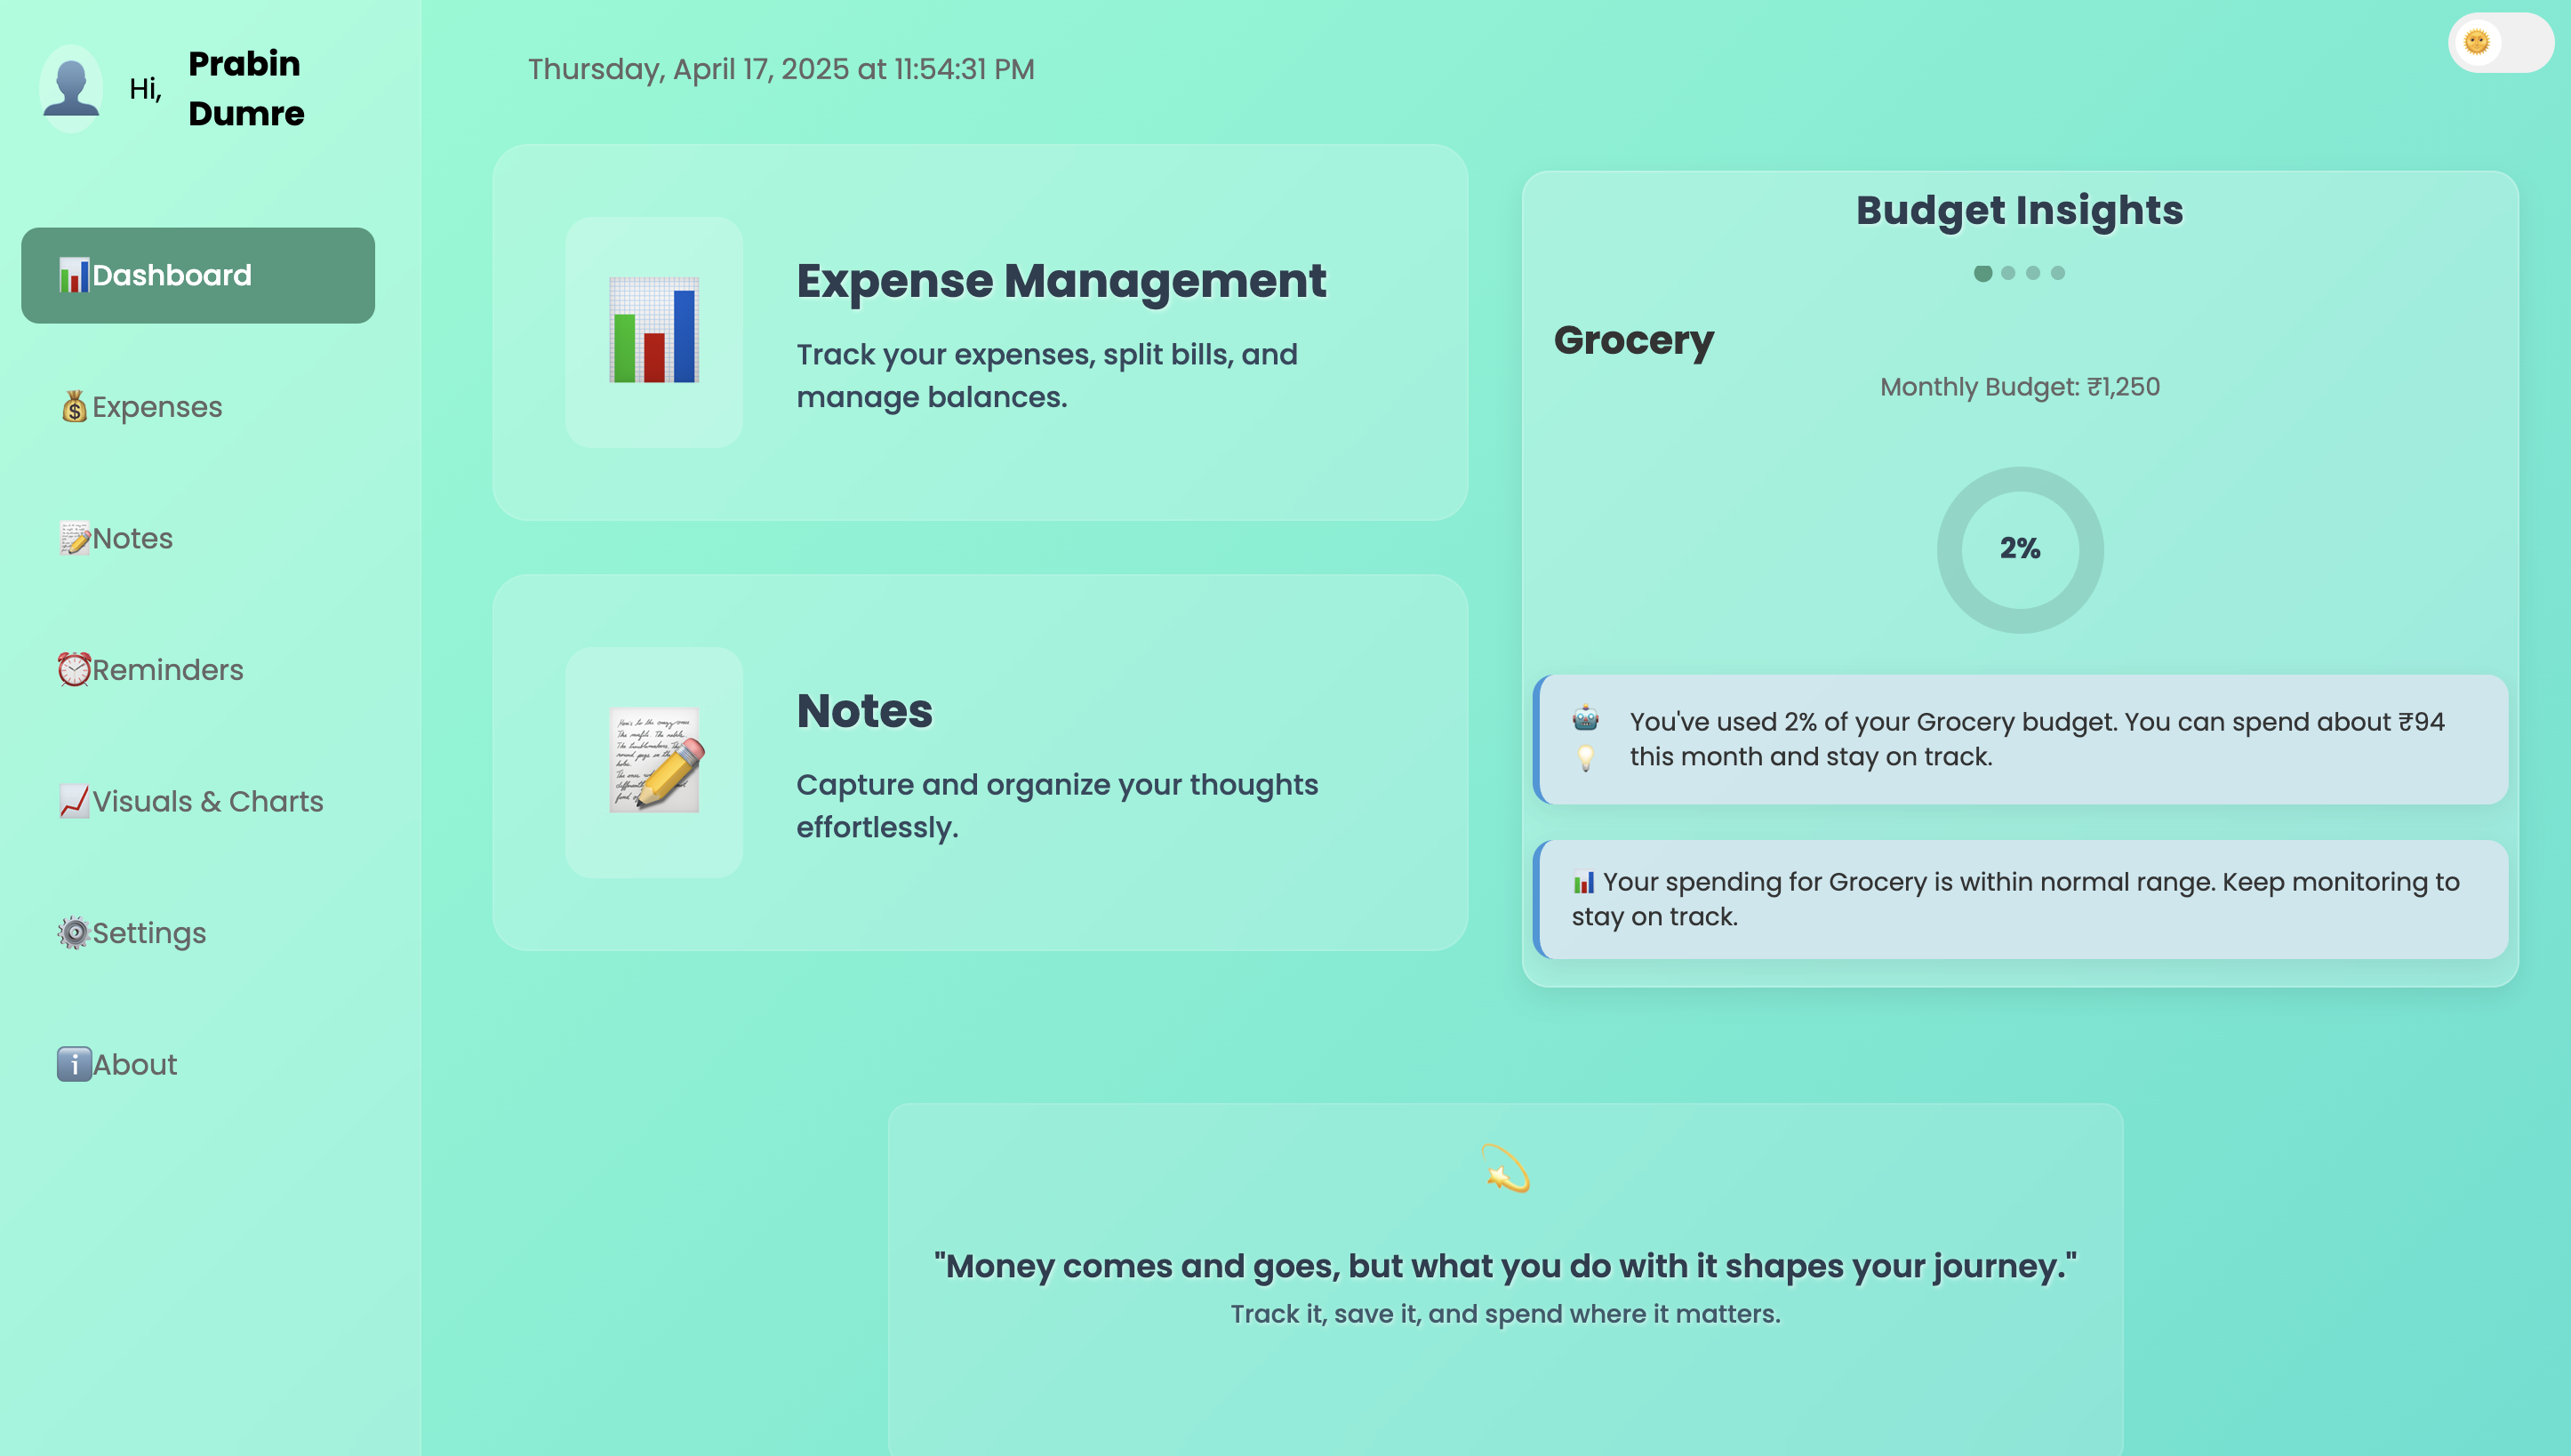 Hi,
Prabin
Dumre
Dashboard
Expenses
Notes
Reminders
Visuals & Charts
Settings
About
Thursday, April 17, 2025 at 11:54:31 PM
Expense Management
Track your expenses, split bills, and
manage balances.
Notes
Capture and organize your thoughts
effortlessly.
Budget Insights
Grocery
Monthly Budget: ₹1,250
2%
You've used 2% of your Grocery budget. You can spend about ₹94
this month and stay on track.
Your spending for Grocery is within normal range. Keep monitoring to
stay on track.
"Money comes and goes, but what you do with it shapes your journey."
Track it, save it, and spend where it matters.